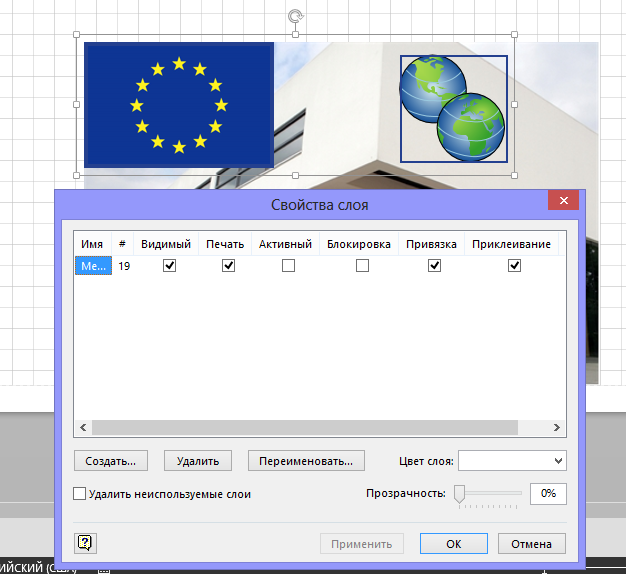 Свойства слоя
Имя # Видимый Печать Активный Блокировка Привязка Приклеивание
Ме... 19
Создать... Удалить Переименовать... Цвет слоя:
Удалить неиспользуемые слои Прозрачность: 0%
Применить ОК Отмена
ИЙСКИЙ (США)